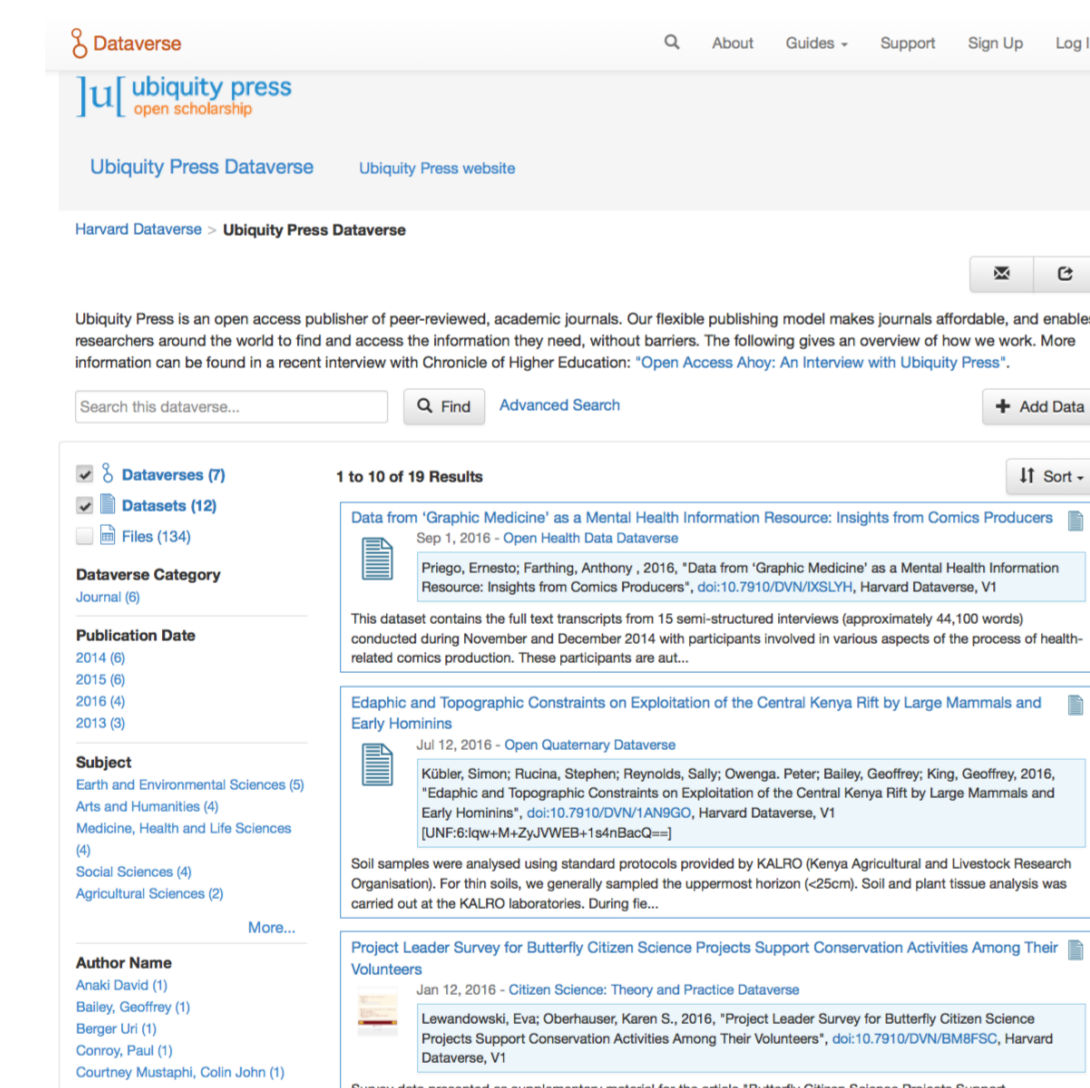 Dataverse
About Guides Support Sign Up Log
]u[ ubiquity press
open scholarship
Ubiquity Press Dataverse Ubiquity Press website
Harvard Dataverse > Ubiquity Press Dataverse
Ubiquity Press is an open access publisher of peer-reviewed, academic journals. Our flexible publishing model makes journals affordable, and enables
researchers around the world to find and access the information they need, without barriers. The following gives an overview of how we work. More
information can be found in a recent interview with Chronicle of Higher Education: "Open Access Ahoy: An Interview with Ubiquity Press".
Search this dataverse... Find Advanced Search Add Data
Dataverses (7)
Datasets (12)
Files (134)
Dataverse Category
Journal (6)
Publication Date
2014 (6)
2015 (6)
2016 (4)
2013 (3)
Subject
Earth and Environmental Sciences (5)
Arts and Humanities (4)
Medicine, Health and Life Sciences
(4)
Social Sciences (4)
Agricultural Sciences (2)
More...
Author Name
Anaki David (1)
Bailey, Geoffrey (1)
Berger Uri (1)
Conroy, Paul (1)
Courtney Mustaphi, Colin John (1)
1 to 10 of 19 Results Sort
Data from 'Graphic Medicine' as a Mental Health Information Resource: Insights from Comics Producers
Sep 1, 2016 - Open Health Data Dataverse
Priego, Ernesto; Farthing, Anthony , 2016, "Data from 'Graphic Medicine' as a Mental Health Information
Resource: Insights from Comics Producers", doi:10.7910/DVN/IXSLYH, Harvard Dataverse, V1
This dataset contains the full text transcripts from 15 semi-structured interviews (approximately 44,100 words)
conducted during November and December 2014 with participants involved in various aspects of the process of health-
related comics production. These participants are aut...
Edaphic and Topographic Constraints on Exploitation of the Central Kenya Rift by Large Mammals and
Early Hominins
Jul 12, 2016 - Open Quaternary Dataverse
Kübler, Simon; Rucina, Stephen; Reynolds, Sally; Owenga. Peter; Bailey, Geoffrey; King, Geoffrey, 2016,
"Edaphic and Topographic Constraints on Exploitation of the Central Kenya Rift by Large Mammals and
Early Hominins", doi:10.7910/DVN/1AN9GO, Harvard Dataverse, V1
[UNF:6:Iqw+M+ZyJVWEB+1s4nBacQ==]
Soil samples were analysed using standard protocols provided by KALRO (Kenya Agricultural and Livestock Research
Organisation). For thin soils, we generally sampled the uppermost horizon (<25cm). Soil and plant tissue analysis was
carried out at the KALRO laboratories. During fie...
Project Leader Survey for Butterfly Citizen Science Projects Support Conservation Activities Among Their
Volunteers
Jan 12, 2016 - Citizen Science: Theory and Practice Dataverse
Lewandowski, Eva; Oberhauser, Karen S., 2016, "Project Leader Survey for Butterfly Citizen Science
Projects Support Conservation Activities Among Their Volunteers", doi:10.7910/DVN/BM8FSC, Harvard
Dataverse, V1
Survey data presented as supplementary material for the article "Butterfly Citizen Science Projects Support